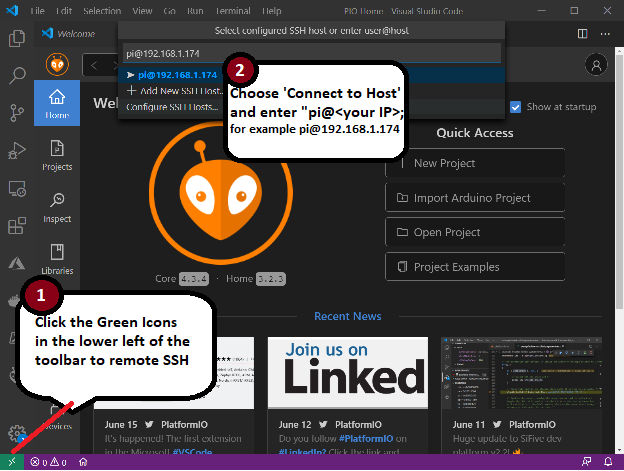 File Edit Selection View Go Run Terminal Help PIO Home - Visual Studio Code
Welcome
Select configured SSH host or enter user@host
pi@192.168.1.174
pi@192.168.1.174
Add New SSH Host...
Configure SSH Hosts...
2
Choose 'Connect to Host'
and enter "pi@<your IP>;
for example pi@192.168.1.174
Wel
Show at startup
Home
Projects
Inspect
Libraries
Devices
Quick Access
New Project
Import Arduino Project
Open Project
Project Examples
Core 4.3.4 · Home 3.2.3
1
Click the Green Icons
in the lower left of the
toolbar to remote SSH
Recent News
Join us on
Linked
June 15 PlatformIO
It's happened! The first extension
in the Microsoft #VSCode
June 12 PlatformIO
Do you follow #PlatformIO on
#LinkedIn? Click the link and
June 11 PlatformIO
Huge update to SiFive dev
platform v2.2!
0 0